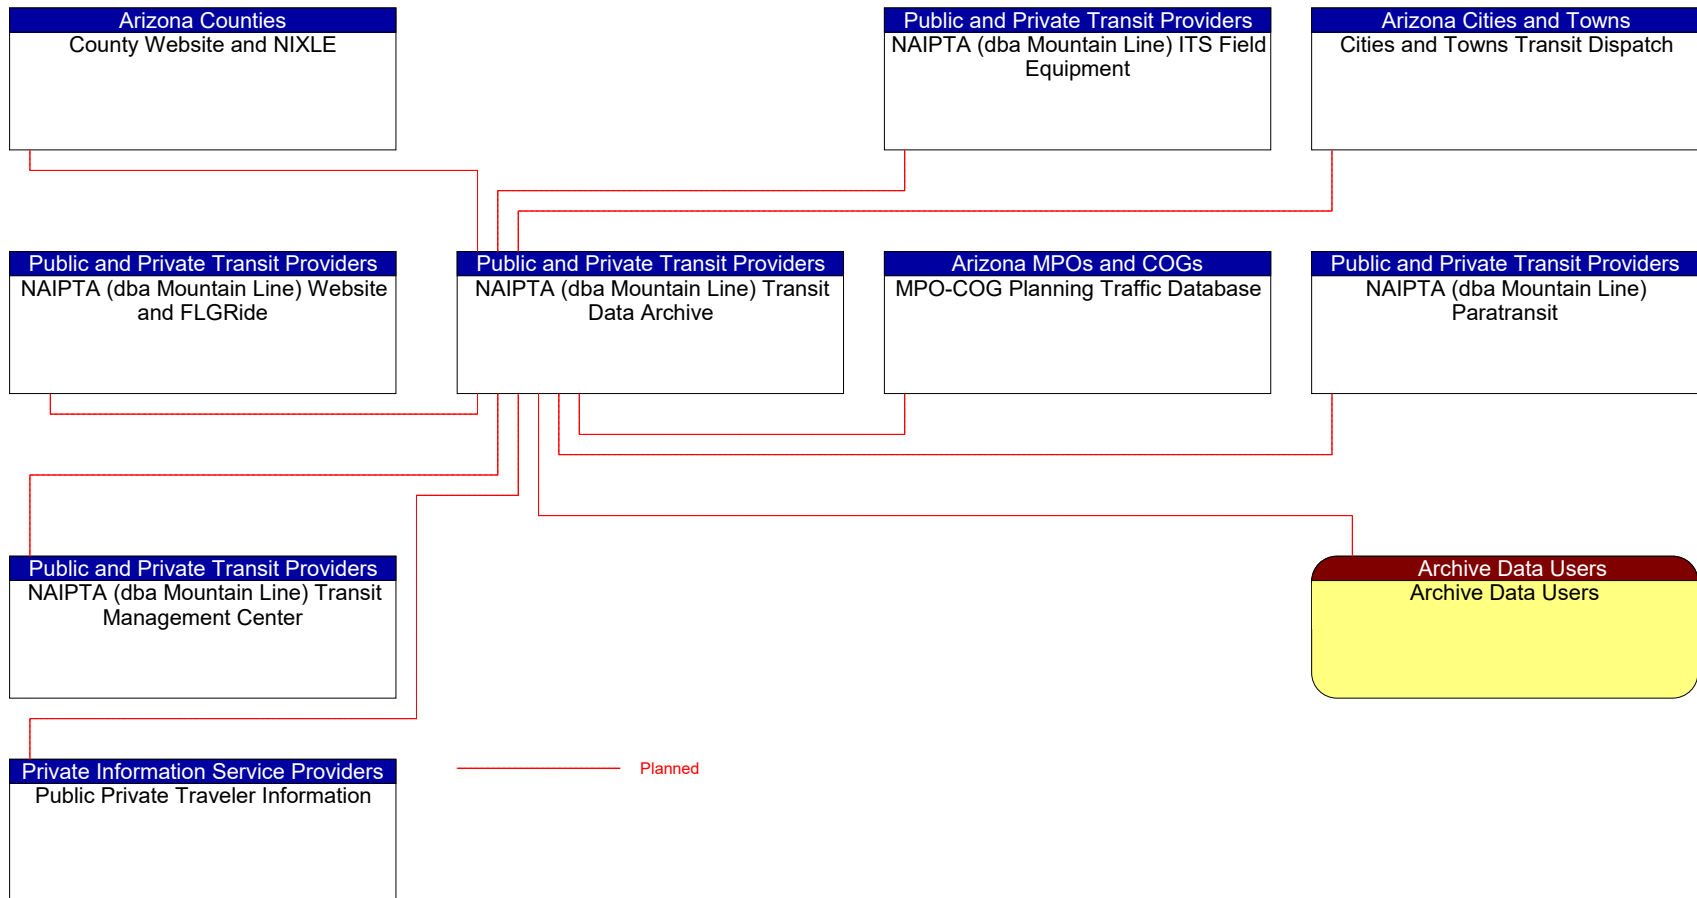 Arizona Counties
County Website and NIXLE
Public and Private Transit Providers
NAIPTA (dba Mountain Line) ITS Field
Equipment
Arizona Cities and Towns
Cities and Towns Transit Dispatch
Public and Private Transit Providers
NAIPTA (dba Mountain Line) Website
and FLGRide
Public and Private Transit Providers
NAIPTA (dba Mountain Line) Transit
Data Archive
Arizona MPOs and COGs
MPO-COG Planning Traffic Database
Public and Private Transit Providers
NAIPTA (dba Mountain Line)
Paratransit
Public and Private Transit Providers
NAIPTA (dba Mountain Line) Transit
Management Center
Archive Data Users
Archive Data Users
Private Information Service Providers
Public Private Traveler Information
Planned